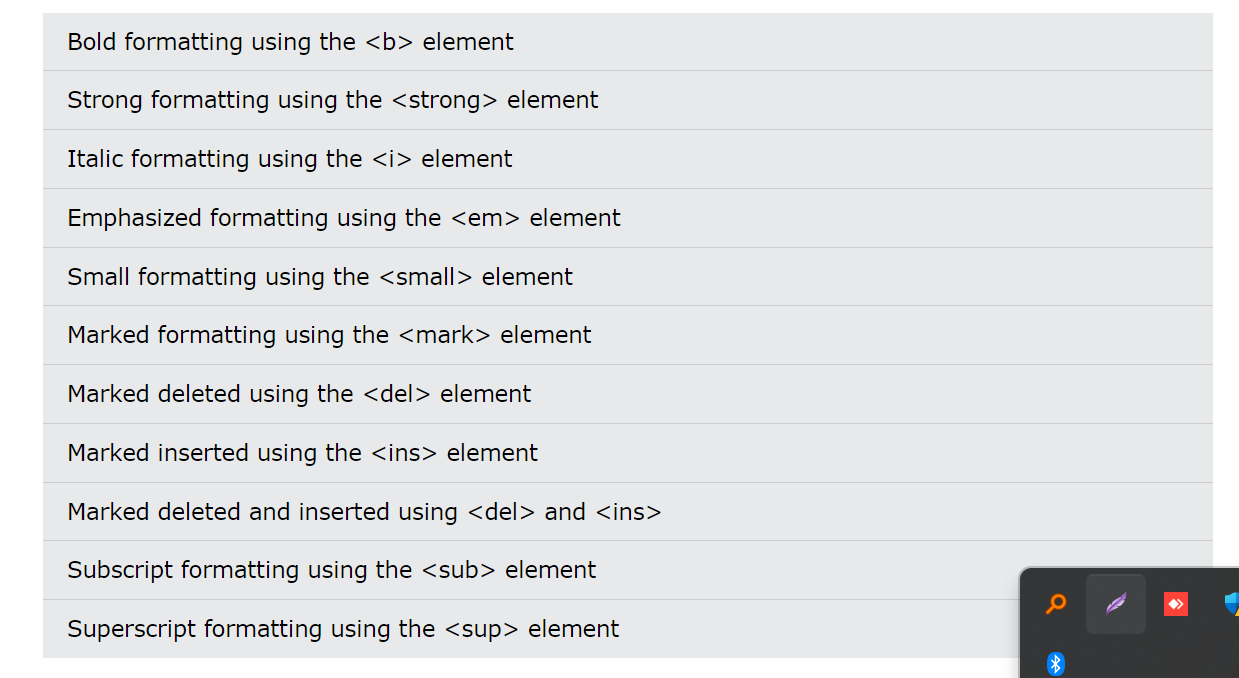 Bold formatting using the <b> element
Strong formatting using the <strong> element
Italic formatting using the <i> element
Emphasized formatting using the <em> element
Small formatting using the <small> element
Marked formatting using the <mark> element
Marked deleted using the <del> element
Marked inserted using the <ins> element
Marked deleted and inserted using <del> and <ins>
Subscript formatting using the <sub> element
Superscript formatting using the <sup> element